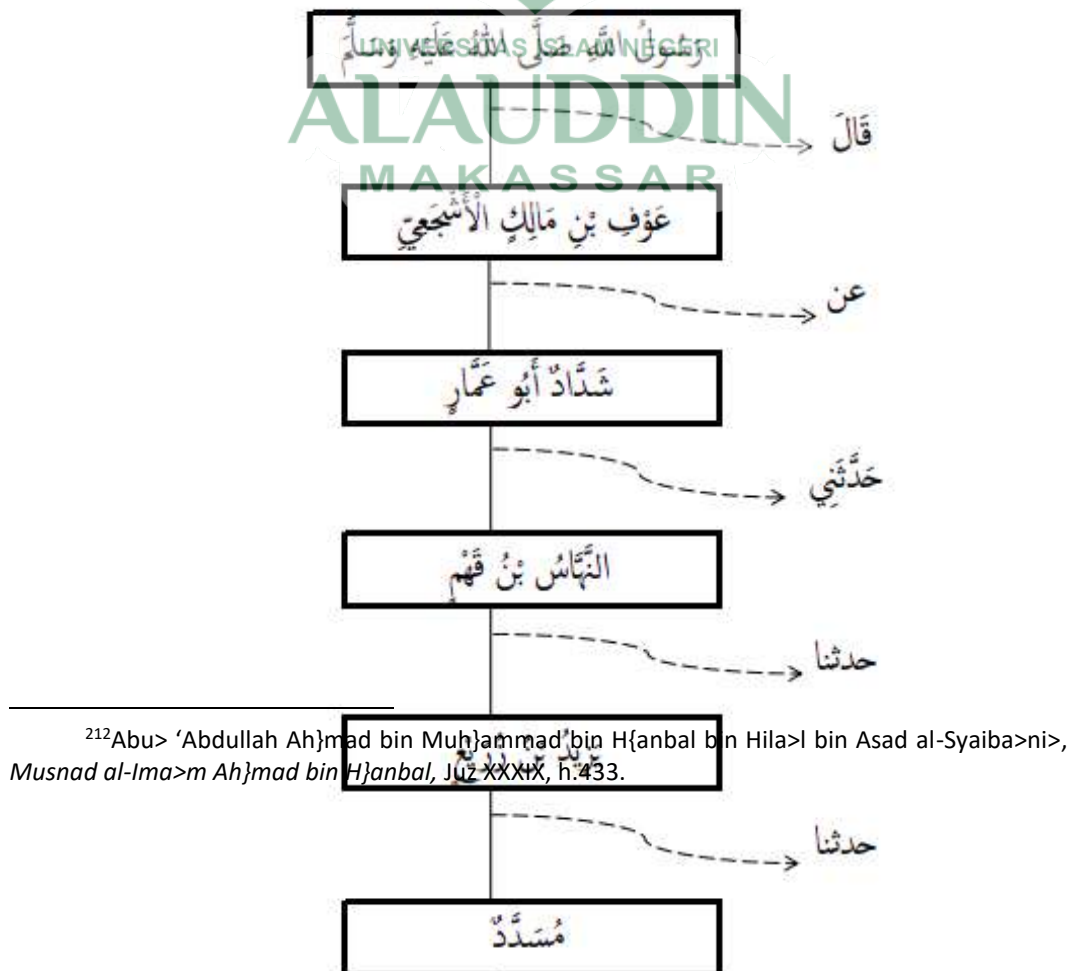 رَسُولُ اللَّهِ صَلَّى اللهُ عَلَيْهِ وَسَلَّمَ
UNIVERSITAS ISLAM NEGERI
ALAUDDIN
قَالَ
MAKASSAR
عَوْفِ بْنِ مَالِكٍ الْأَشْجَعِيِّ
عن
شَدَّادٌ أَبُو عَمَّارٍ
حَدَّثَنِي
النَّهَّاسُ بْنُ قَهْمٍ
حدثنا
يَزِيدُ بْنُ زُرَيْعٍ
212Abu> ‘Abdullah Ah}mad bin Muh}ammad bin H{anbal bin Hila>l bin Asad al-Syaiba>ni>,
Musnad al-Ima>m Ah}mad bin H}anbal, Juz XXXIX, h.433.
حدثنا
مُسَدَّدٌ